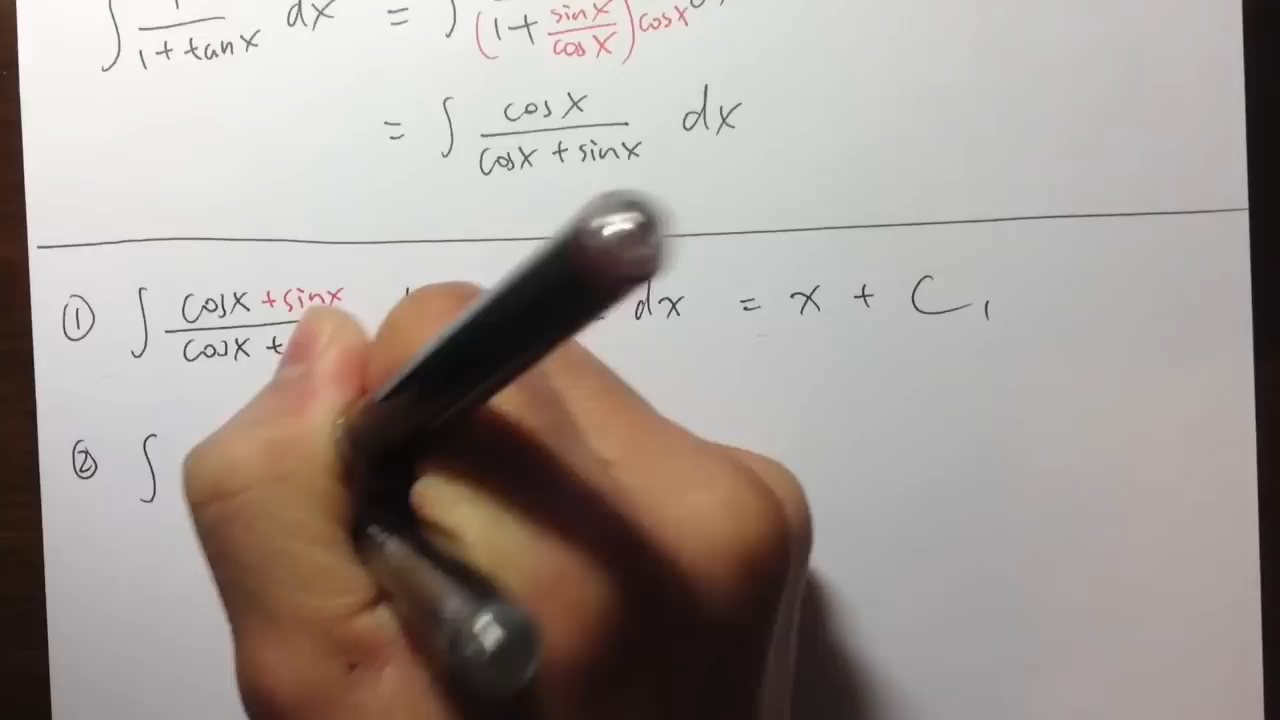 ∫ 1/(1 + tanx) dx = ∫ /(1 + sinx/cosx) cosx
= ∫ cosx/(cosx + sinx) dx
① ∫ (cosx + sinx)/(cosx + dx = x + C₁
② ∫